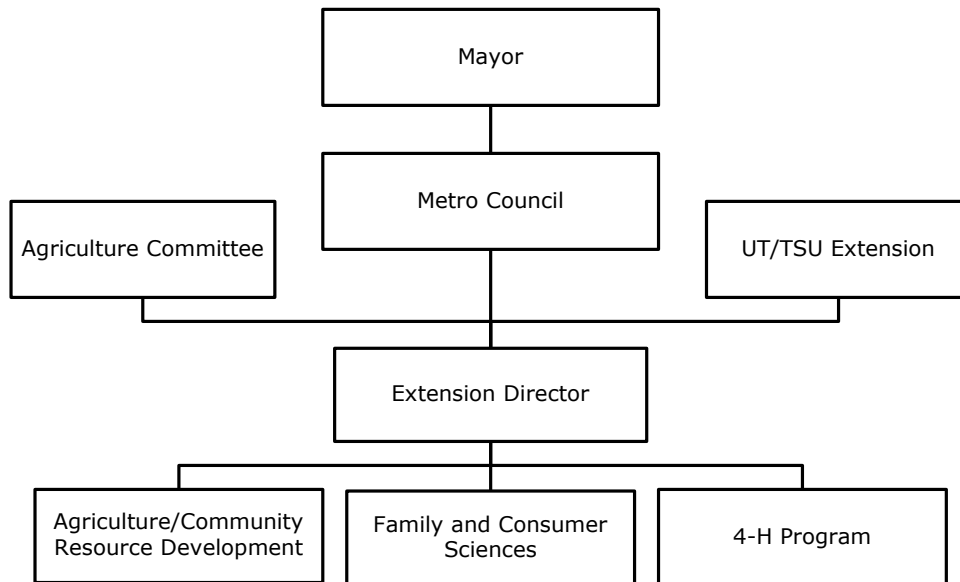 Mayor
Metro Council
Agriculture Committee
UT/TSU Extension
Extension Director
Agriculture/Community
Resource Development
Family and Consumer
Sciences
4-H Program